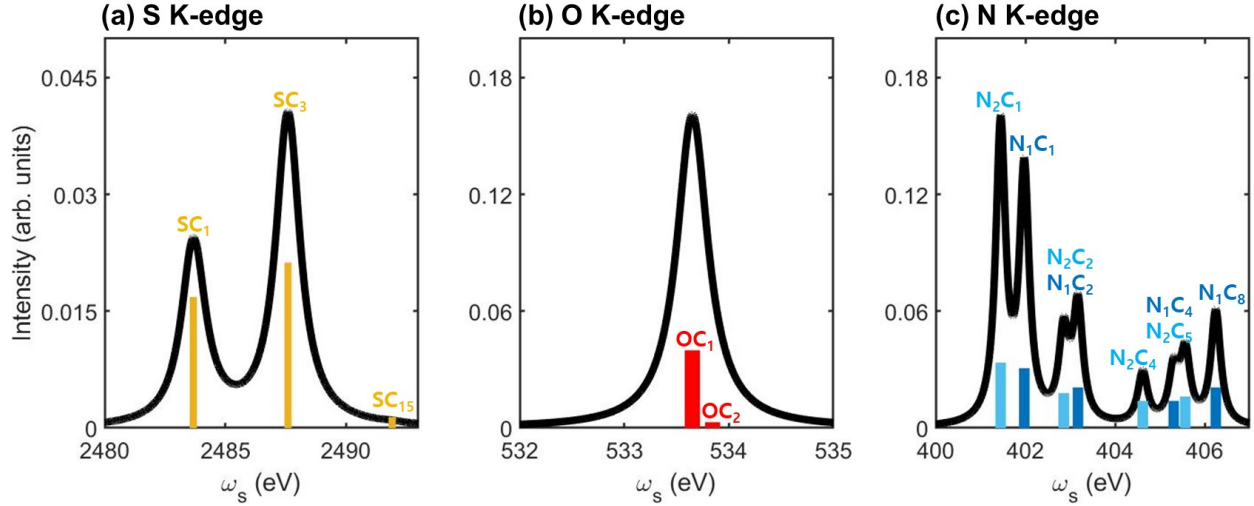 (a) S K-edge
(b) O K-edge
(c) N K-edge
Intensity (arb. units)
0.045
0.03
0.015
0
2480
2485
2490
ωs (eV)
SC1
SC3
SC15
0.18
0.12
0.06
0
532
533
534
535
ωs (eV)
OC1
OC2
0.18
0.12
0.06
0
400
402
404
406
ωs (eV)
N2C1
N1C1
N2C2
N1C2
N2C4
N1C4
N2C5
N1C8